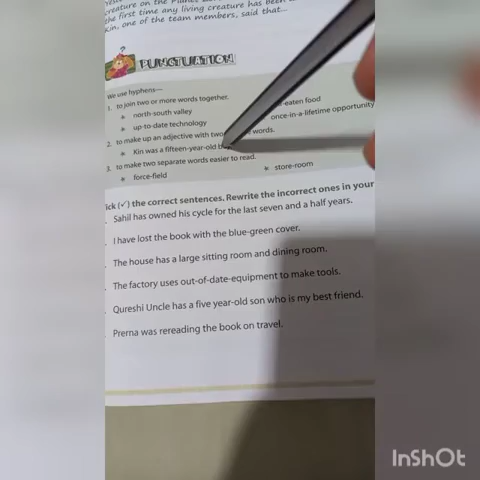 creature on the Plan
the first time any living creature has been
Kin, one of the team members, said that...
PUNCTUATION
We use hyphens—
1. to join two or more words together.
north-south valley
-eaten food
up-to-date technology
once-in-a-lifetime opportunity
2. to make up an adjective with two words.
Kin was a fifteen-year-old b
3. to make two separate words easier to read.
force-field
store-room
ick (✓) the correct sentences. Rewrite the incorrect ones in your
Sahil has owned his cycle for the last seven and a half years.
I have lost the book with the blue-green cover.
The house has a large sitting room and dining room.
The factory uses out-of-date-equipment to make tools.
Qureshi Uncle has a five year-old son who is my best friend.
Prerna was rereading the book on travel.
InShOt